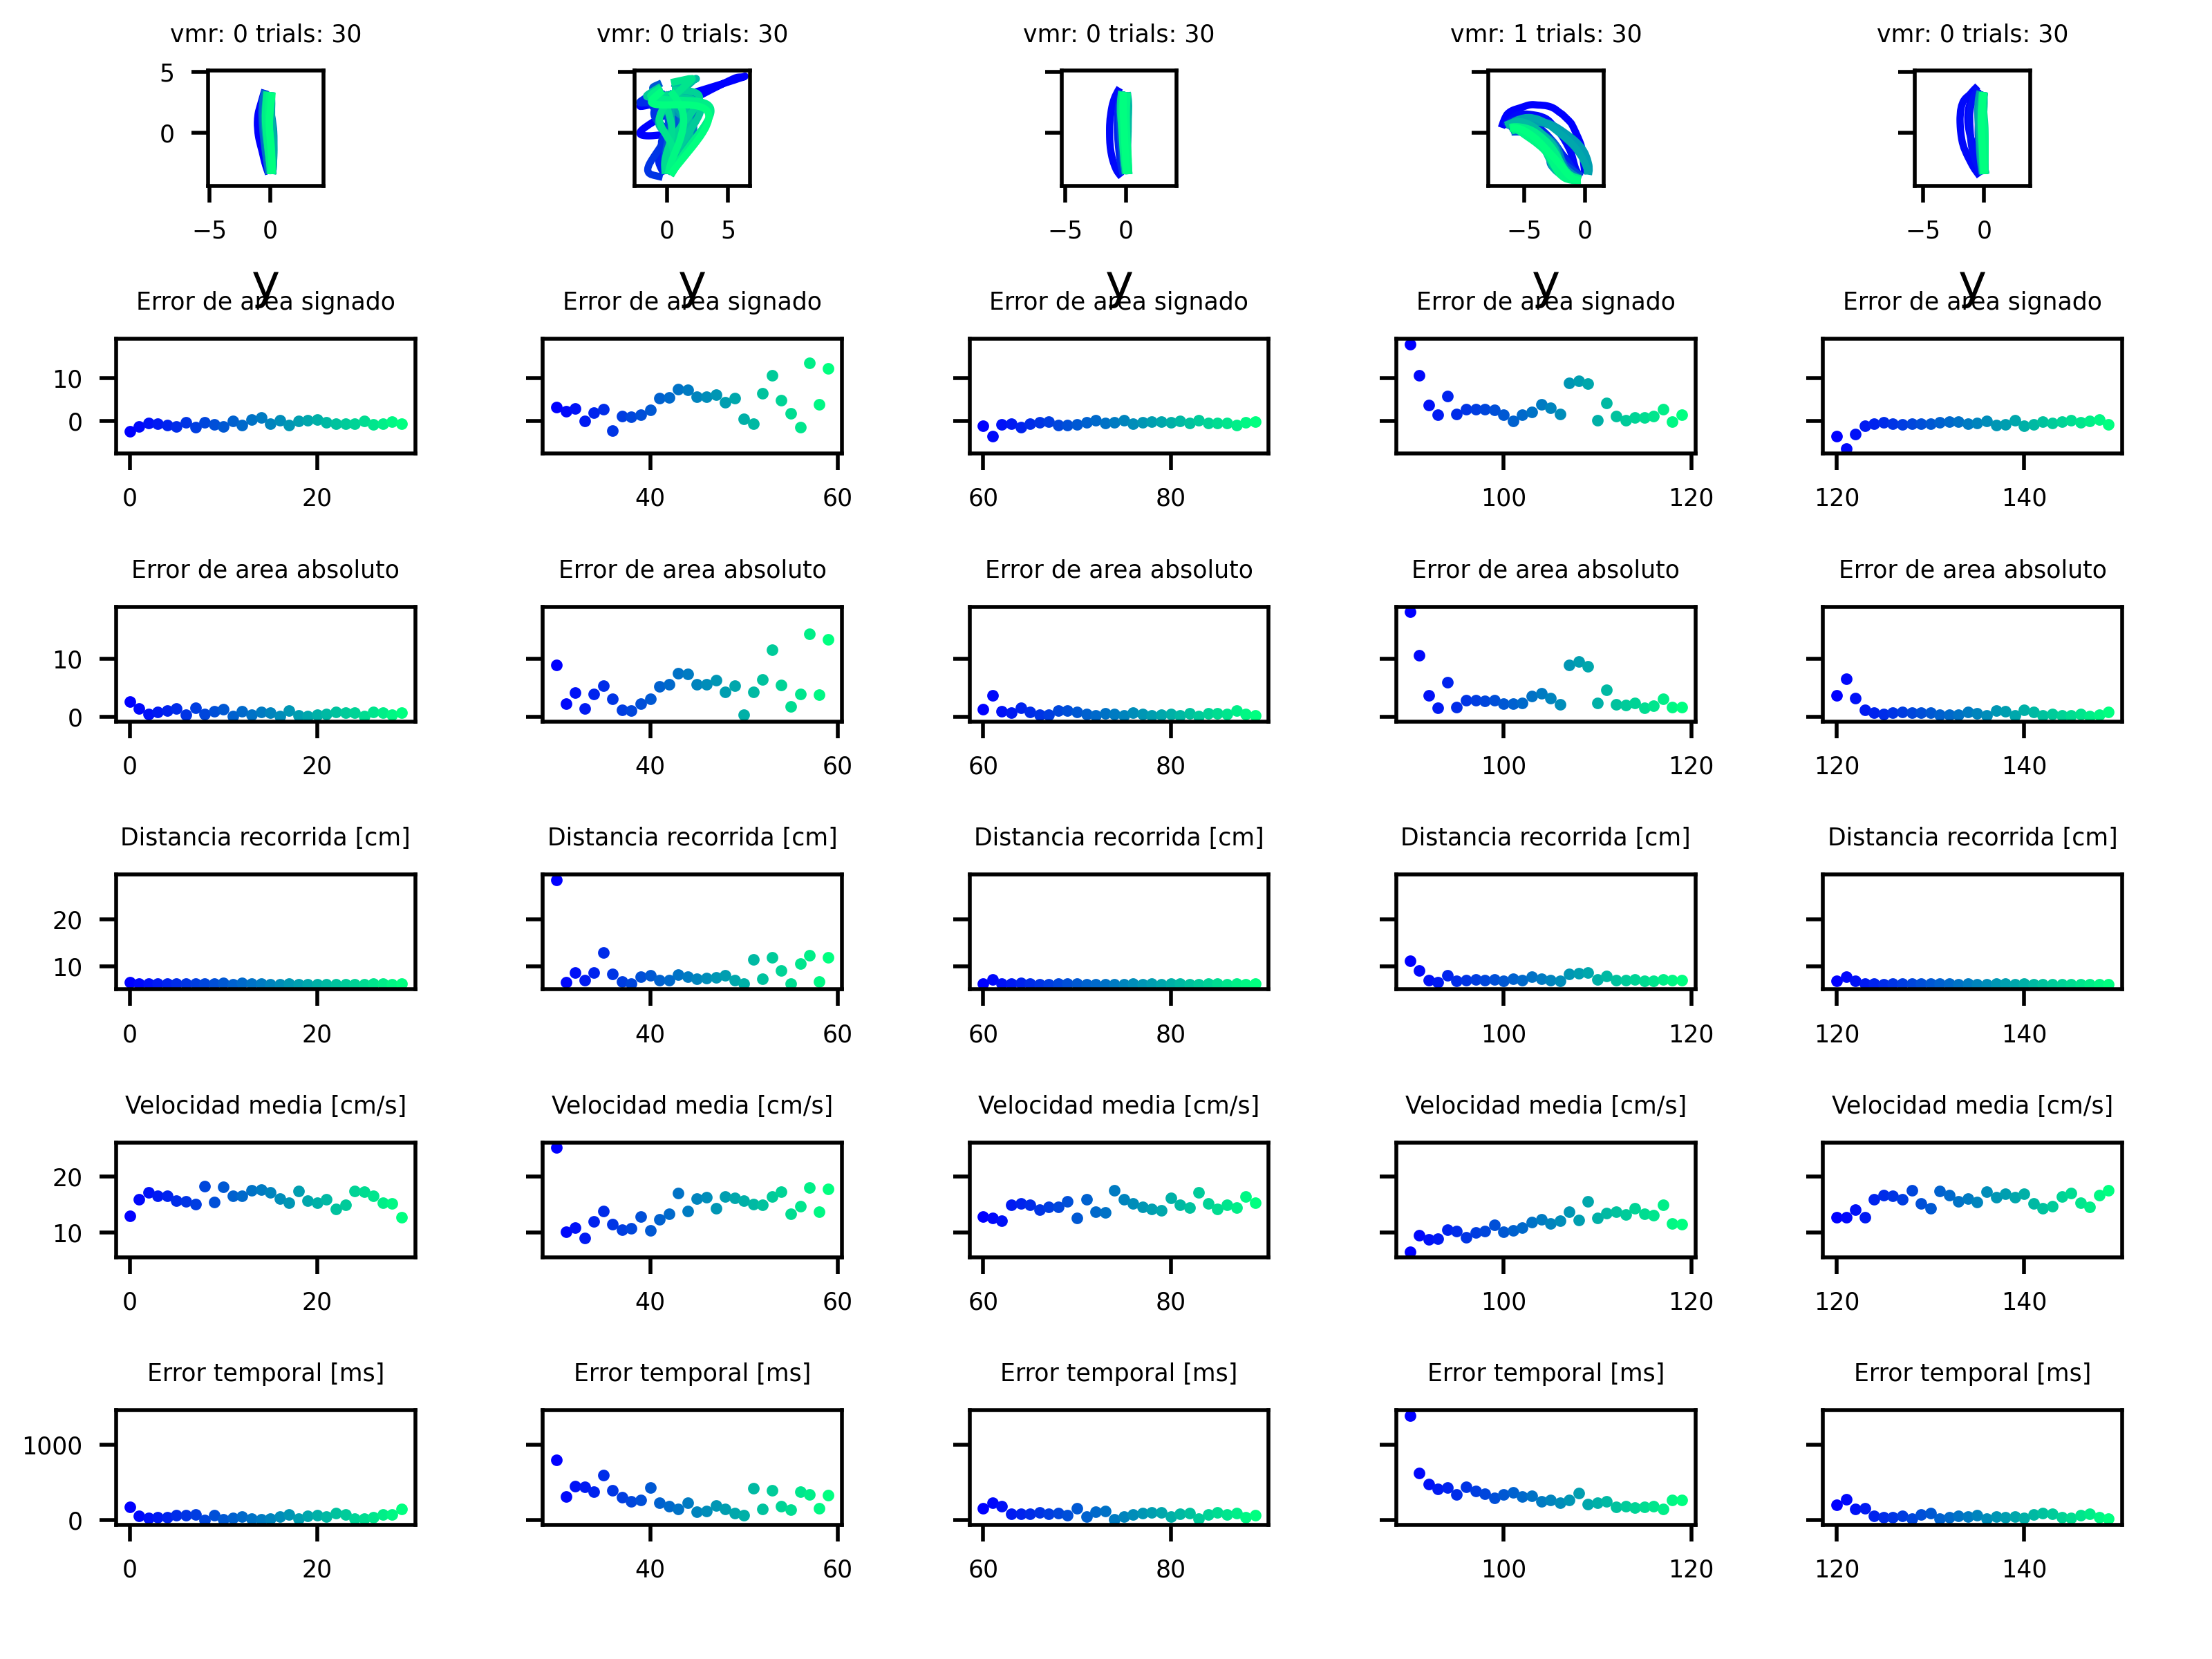 vmr: 0 trials: 30 vmr: 0 trials: 30 vmr: 0 trials: 30 vmr: 1 trials: 30 vmr: 0 trials: 30
5
0
−5 0 0 5 −5 0 −5 0 −5 0
y y y y y
Error de area signado Error de area signado Error de area signado Error de area signado Error de area signado
10
0
0 20 40 60 60 80 100 120 120 140
Error de area absoluto Error de area absoluto Error de area absoluto Error de area absoluto Error de area absoluto
10
0
0 20 40 60 60 80 100 120 120 140
Distancia recorrida [cm] Distancia recorrida [cm] Distancia recorrida [cm] Distancia recorrida [cm] Distancia recorrida [cm]
20
10
0 20 40 60 60 80 100 120 120 140
Velocidad media [cm/s] Velocidad media [cm/s] Velocidad media [cm/s] Velocidad media [cm/s] Velocidad media [cm/s]
20
10
0 20 40 60 60 80 100 120 120 140
Error temporal [ms] Error temporal [ms] Error temporal [ms] Error temporal [ms] Error temporal [ms]
1000
0
0 20 40 60 60 80 100 120 120 140